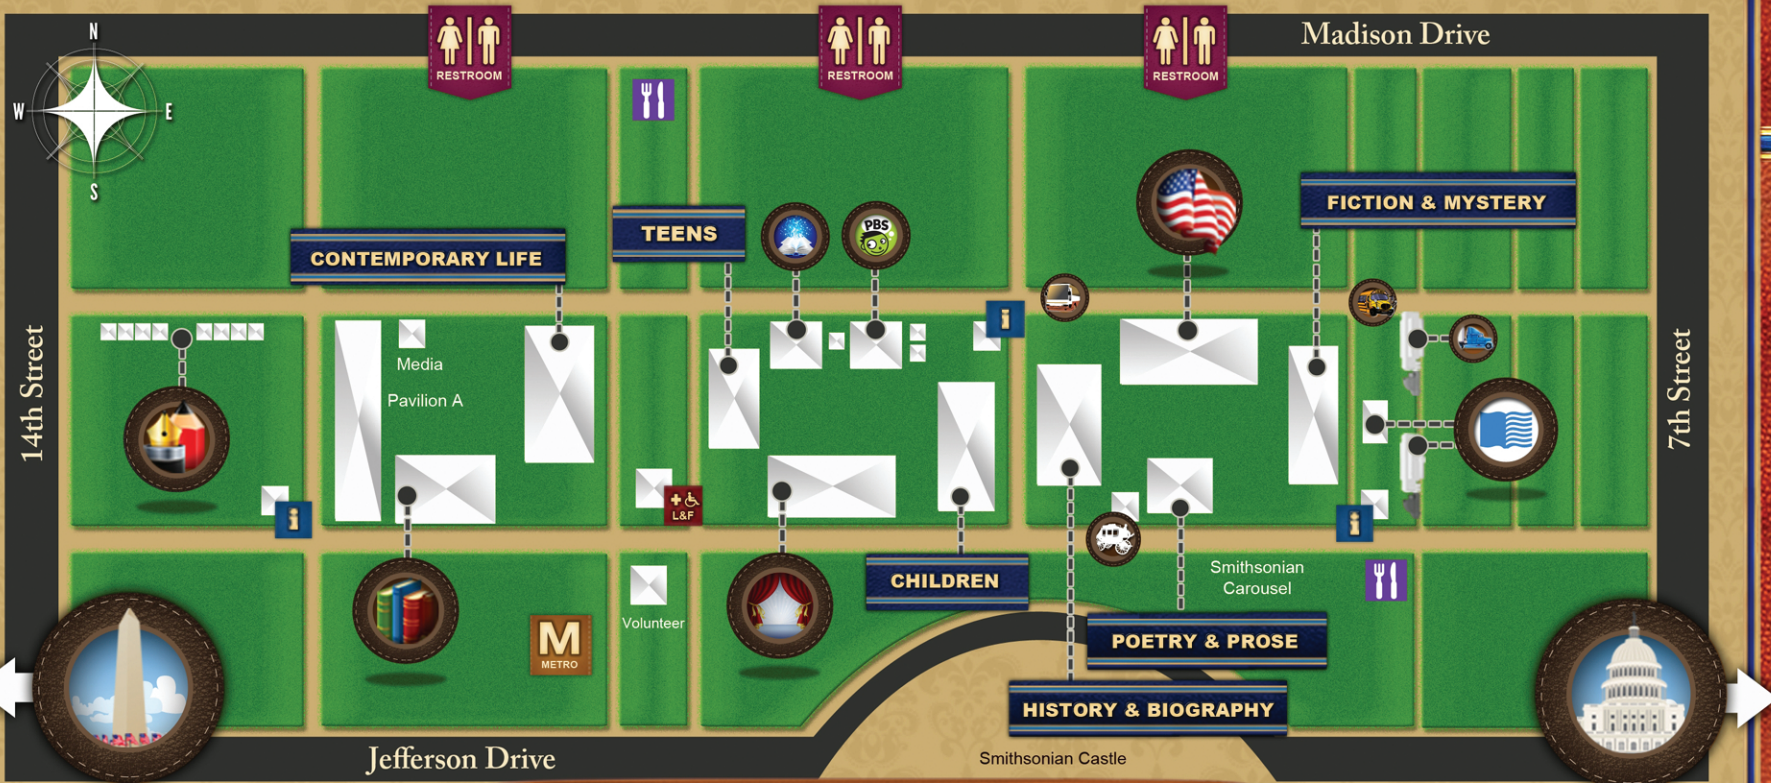 Madison Drive
N
W
E
S
RESTROOM
RESTROOM
RESTROOM
FICTION & MYSTERY
TEENS
PBS
CONTEMPORARY LIFE
i
14th Street
7th Street
Media
Pavilion A
+
L&F
i
i
CHILDREN
Smithsonian
Carousel
Volunteer
M
METRO
POETRY & PROSE
HISTORY & BIOGRAPHY
Jefferson Drive
Smithsonian Castle